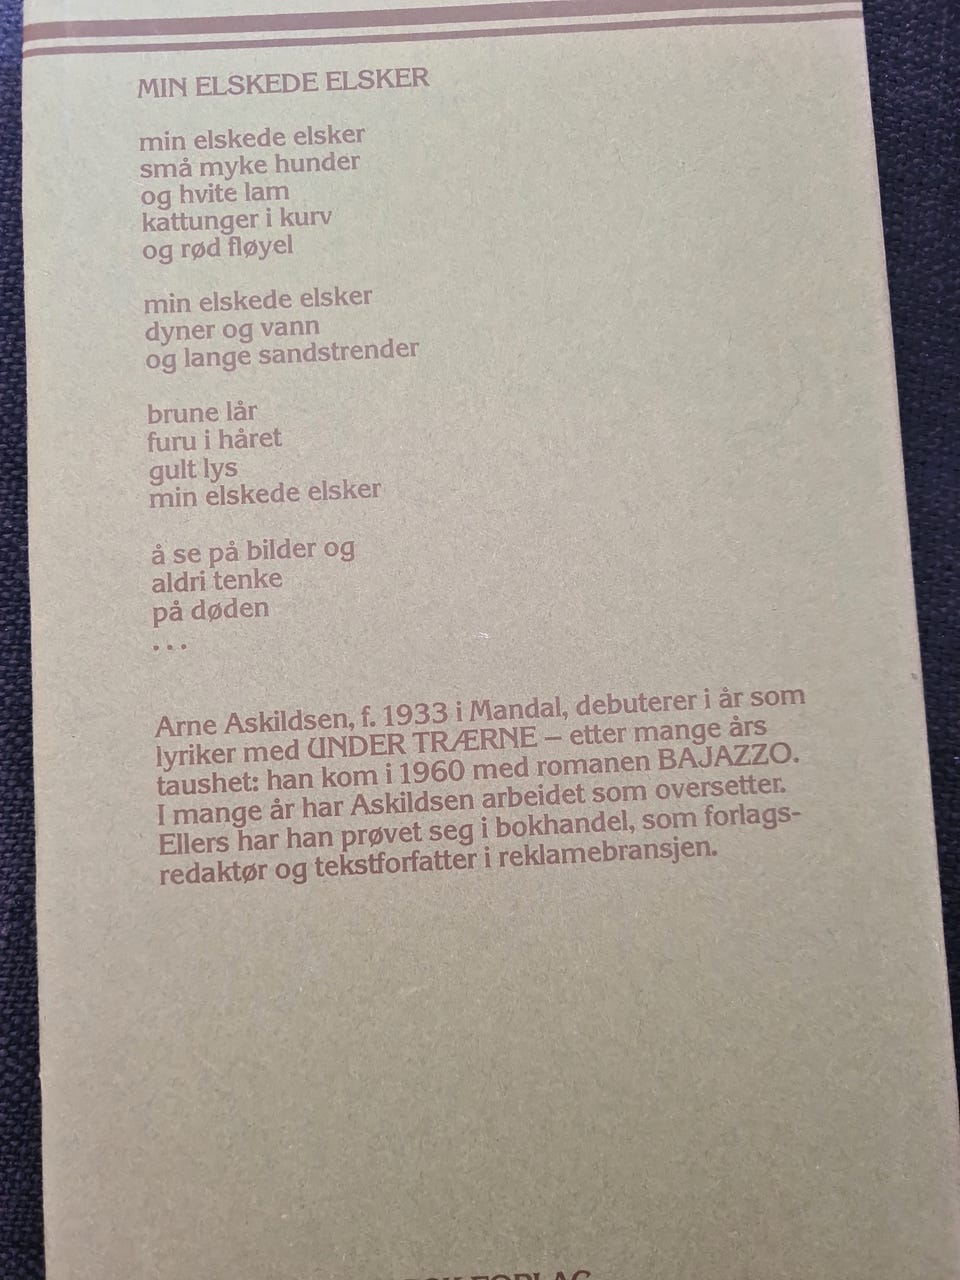 MIN ELSKEDE ELSKER
min elskede elsker
små myke hunder
og hvite lam
kattunger i kurv
og rød fløyel
min elskede elsker
dyner og vann
og lange sandstrender
brune lår
furu i håret
gult lys
min elskede elsker
å se på bilder og
aldri tenke
på døden
...
Arne Askildsen, f. 1933 i Mandal, debuterer i år som
lyriker med UNDER TRÆRNE – etter mange års
taushet: han kom i 1960 med romanen BAJAZZO.
I mange år har Askildsen arbeidet som oversetter.
Ellers har han prøvet seg i bokhandel, som forlags-
redaktør og tekstforfatter i reklamebransjen.
FORLAG